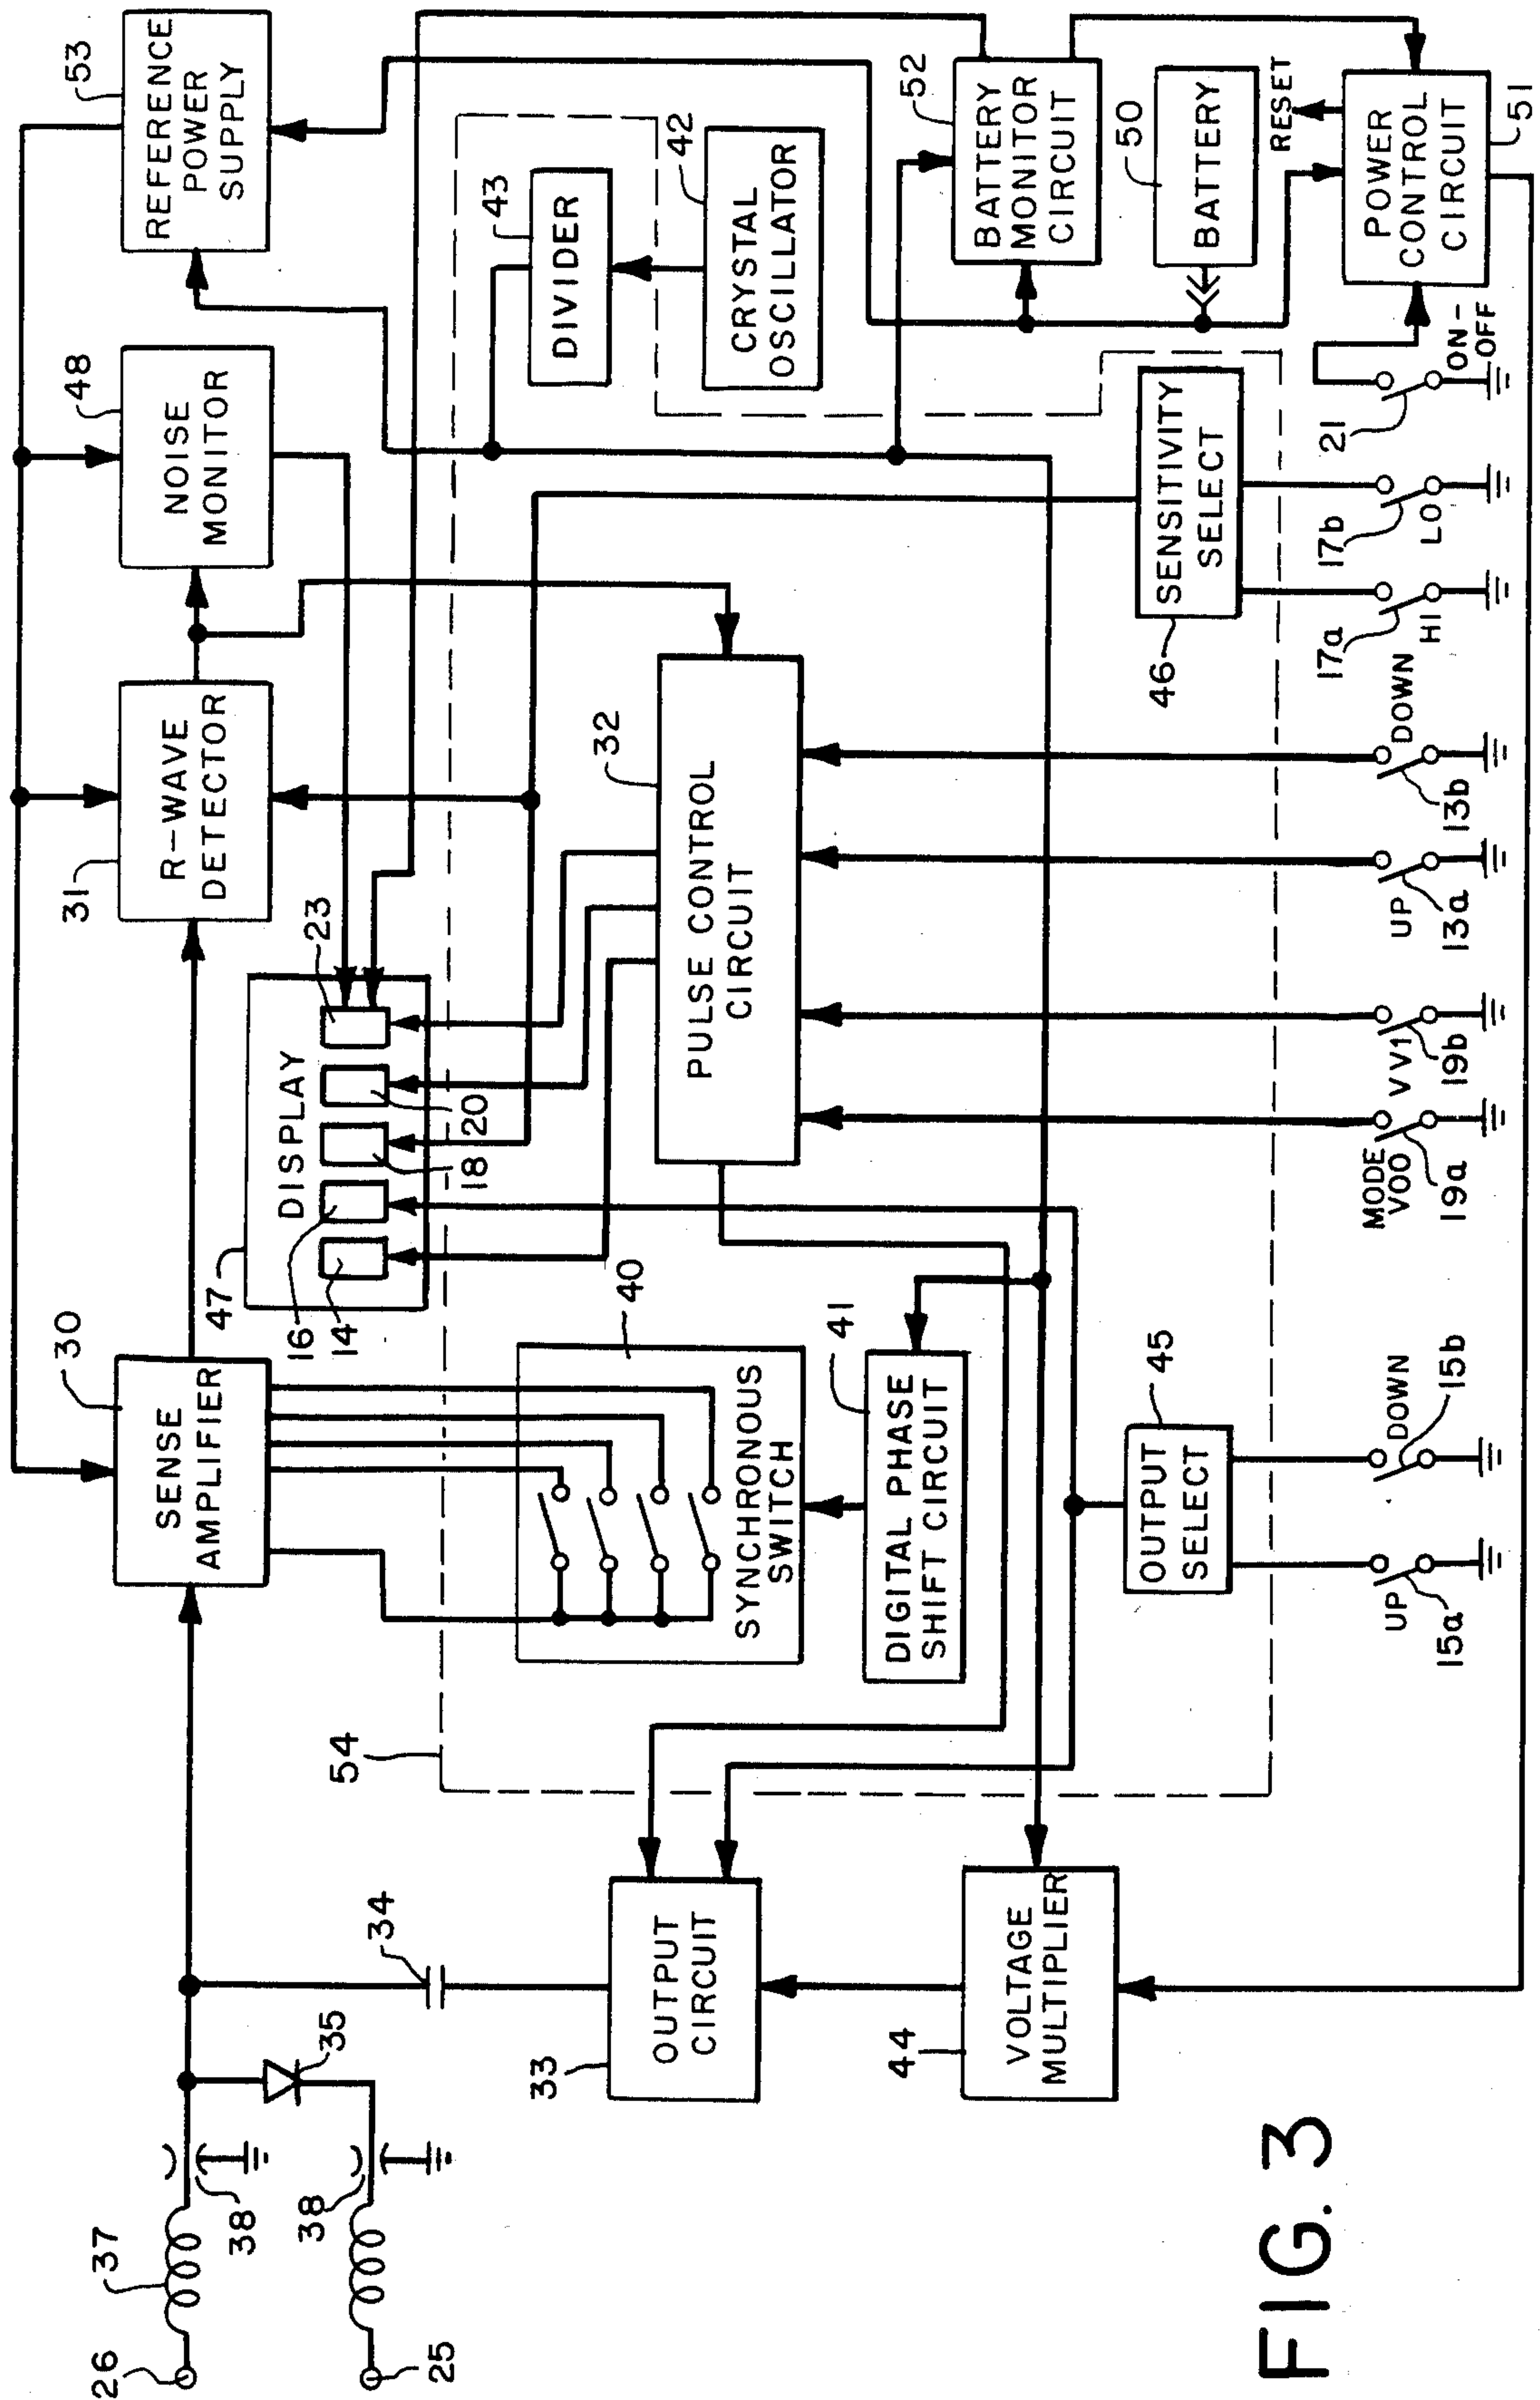 26
37
38
35
34
30
SENSE
AMPLIFIER
31
R-WAVE
DETECTOR
48
NOISE
MONITOR
53
REFERENCE
POWER
SUPPLY
25
38
47
DISPLAY
16
14
18
20
23
54
40
SYNCHRONOUS
SWITCH
43
DIVIDER
42
CRYSTAL
OSCILLATOR
33
OUTPUT
CIRCUIT
32
PULSE CONTROL
CIRCUIT
41
DIGITAL PHASE
SHIFT CIRCUIT
52
BATTERY
MONITOR
CIRCUIT
44
VOLTAGE
MULTIPLIER
45
OUTPUT
SELECT
46
SENSITIVITY
SELECT
50
BATTERY
RESET
POWER
CONTROL
CIRCUIT
51
UP
15a
DOWN
15b
MODE
VOO
19a
VV1
19b
UP
13a
DOWN
13b
17a
HI
17b
LO
21
ON-
OFF
FIG. 3